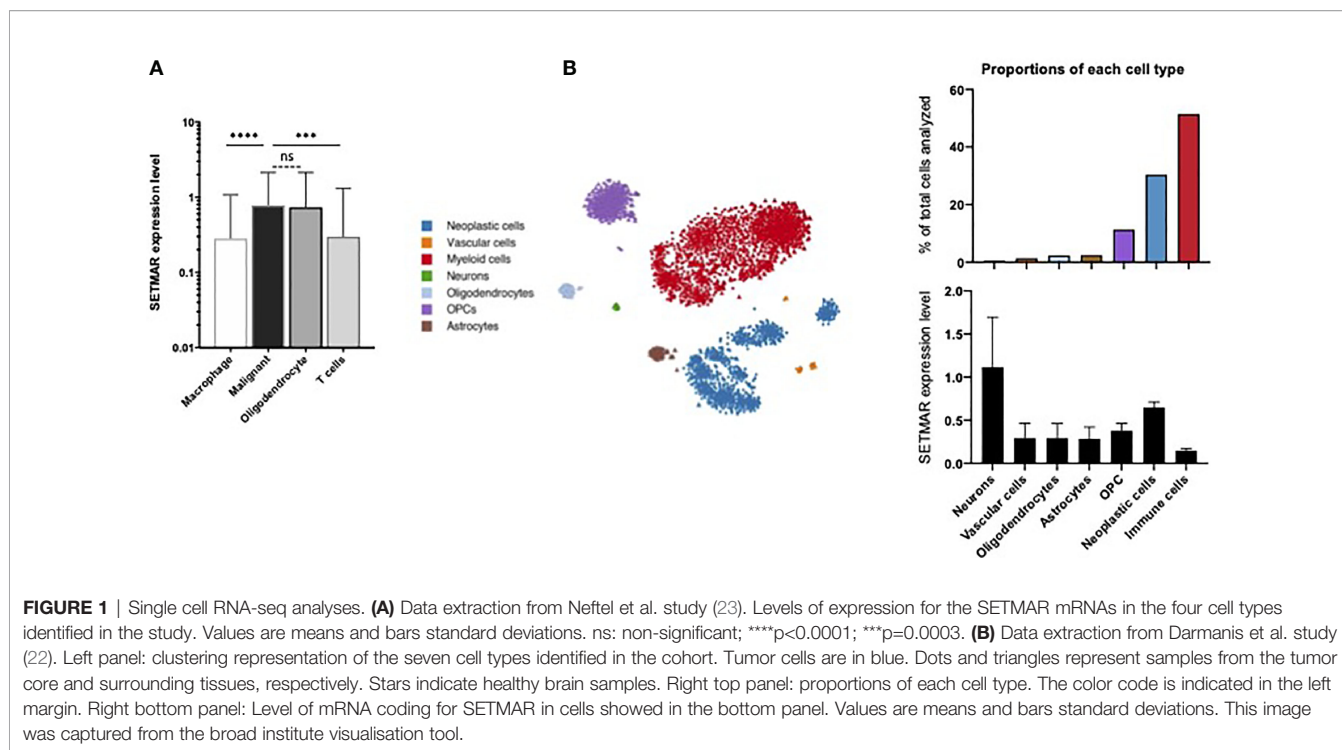 A
SETMAR expression level
10
1
0.1
0.01
◆◆◆◆
◆◆◆
ns
Macrophage
Malignant
Oligodendrocyte
T cells
B
Neoplastic cells
Vascular cells
Myeloid cells
Neurons
Oligodendrocytes
OPCs
Astrocytes
Proportions of each cell type
% of total cells analyzed
60
40
20
0
SETMAR expression level
2.0
1.5
1.0
0.5
0.0
Neurons
Vascular cells
Oligodendrocytes
Astrocytes
OPC
Neoplastic cells
Immune cells
FIGURE 1 | Single cell RNA-seq analyses. (A) Data extraction from Neftel et al. study (23). Levels of expression for the SETMAR mRNAs in the four cell types
identified in the study. Values are means and bars standard deviations. ns: non-significant; ****p<0.0001; ***p=0.0003. (B) Data extraction from Darmanis et al. study
(22). Left panel: clustering representation of the seven cell types identified in the cohort. Tumor cells are in blue. Dots and triangles represent samples from the tumor
core and surrounding tissues, respectively. Stars indicate healthy brain samples. Right top panel: proportions of each cell type. The color code is indicated in the left
margin. Right bottom panel: Level of mRNA coding for SETMAR in cells showed in the bottom panel. Values are means and bars standard deviations. This image
was captured from the broad institute visualisation tool.